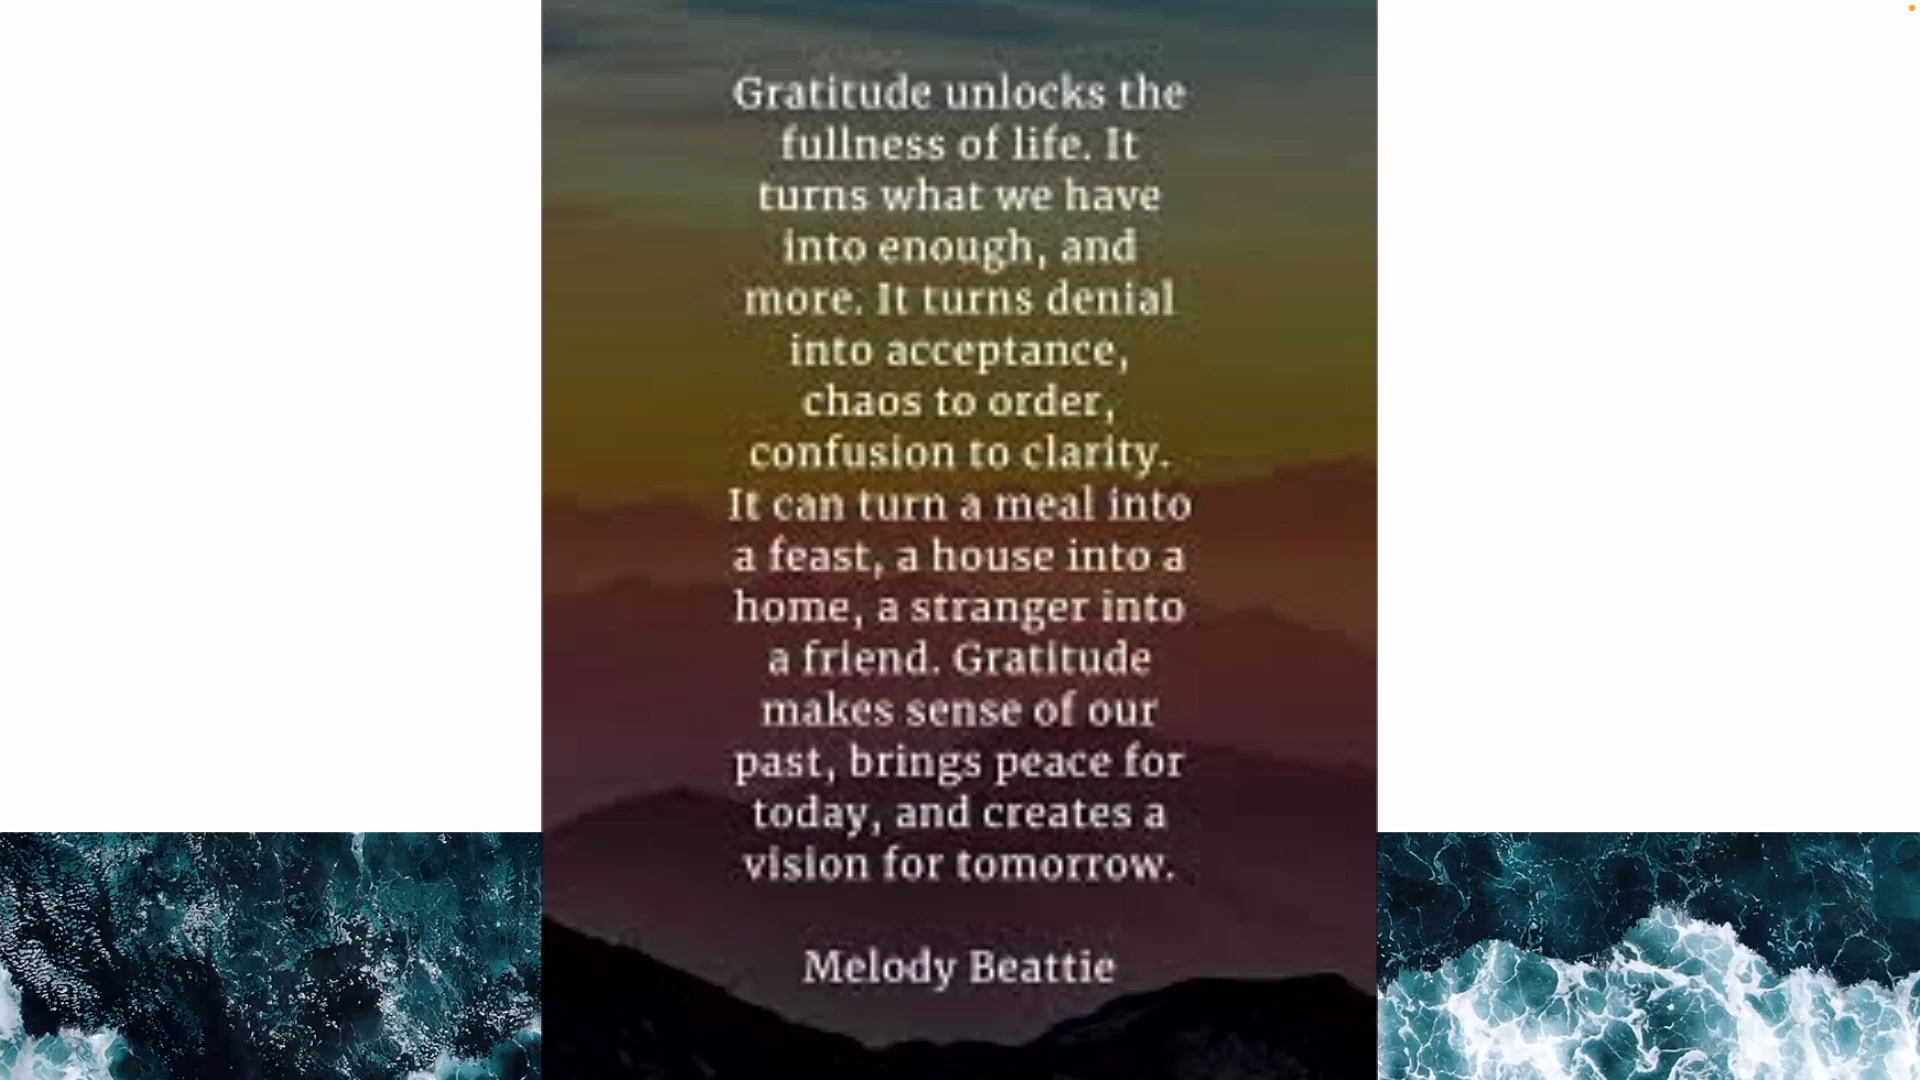 Gratitude unlocks the
fullness of life. It
turns what we have
into enough, and
more. It turns denial
into acceptance,
chaos to order,
confusion to clarity.
It can turn a meal into
a feast, a house into a
home, a stranger into
a friend. Gratitude
makes sense of our
past, brings peace for
today, and creates a
vision for tomorrow.
Melody Beattie